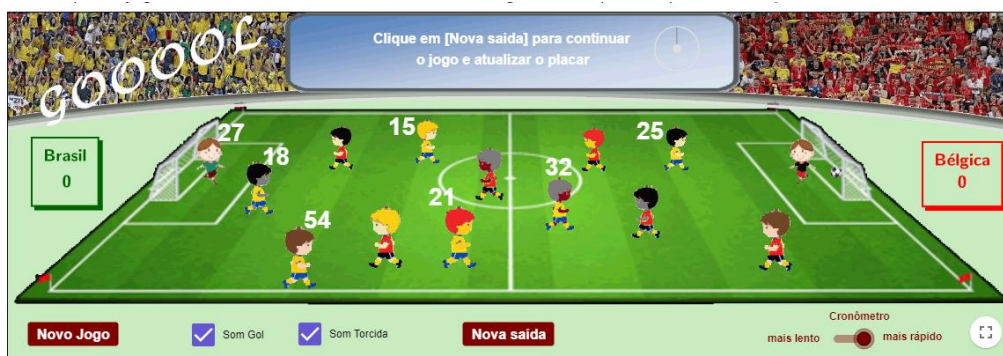 GOOOOL
Clique em [Nova saida] para continuar
o jogo e atualizar o placar
Brasil
0
27
18
15
25
32
21
54
Bélgica
0
Novo Jogo
Som Gol
Som Torcida
Nova saída
Cronômetro
mais lento
mais rápido